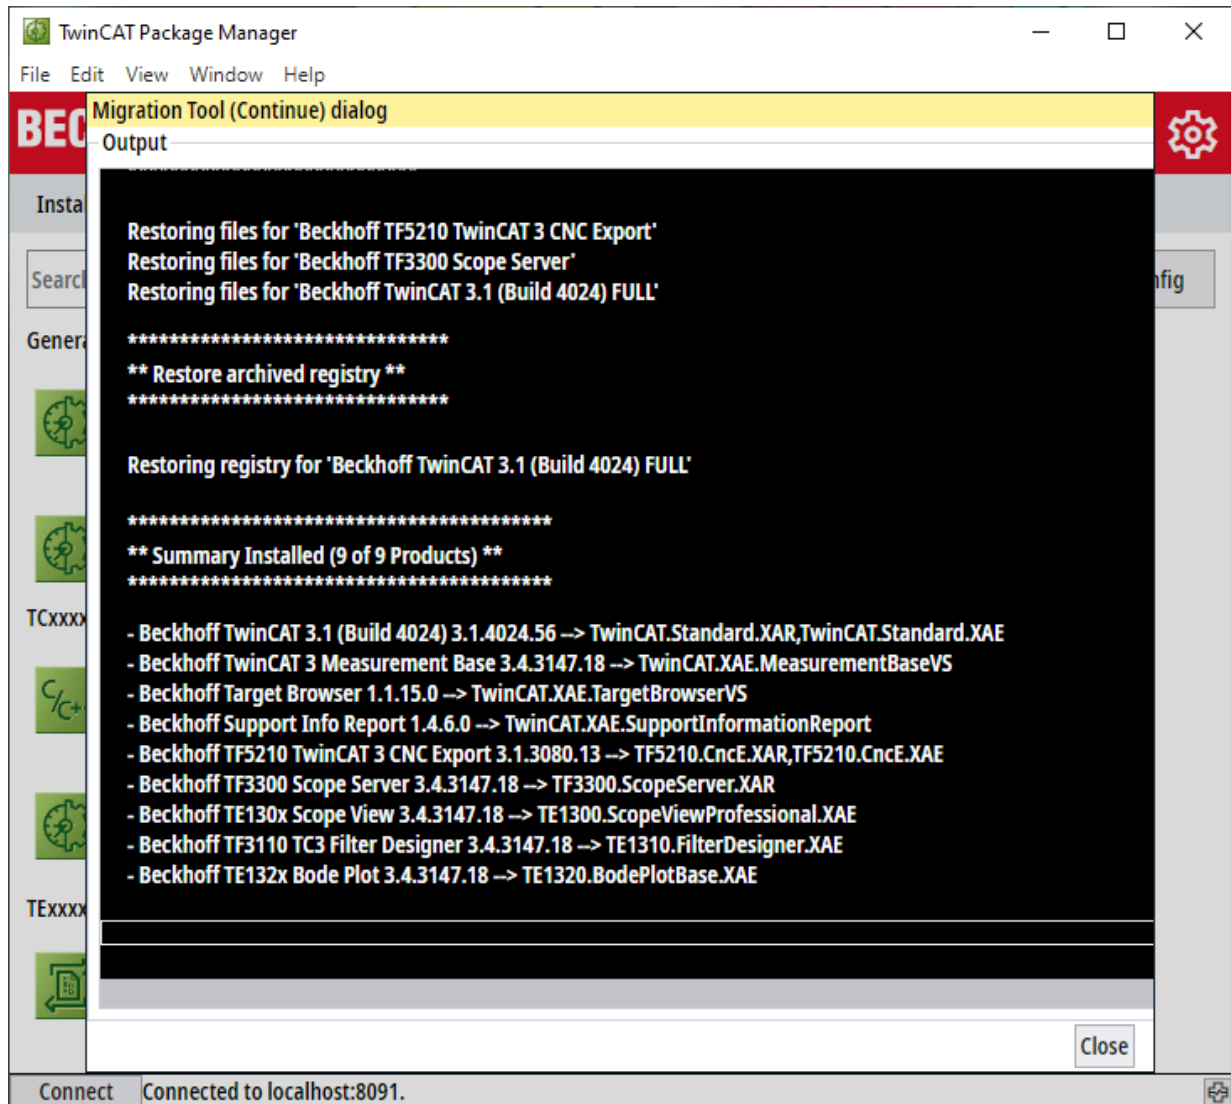 TwinCAT Package Manager
File Edit View Window Help
BEC
Migration Tool (Continue) dialog
Output
Insta
Restoring files for 'Beckhoff TF5210 TwinCAT 3 CNC Export'
Restoring files for 'Beckhoff TF3300 Scope Server'
Restoring files for 'Beckhoff TwinCAT 3.1 (Build 4024) FULL'
Search
nfig
Genera
*******************************
** Restore archived registry **
*******************************
Restoring registry for 'Beckhoff TwinCAT 3.1 (Build 4024) FULL'
*****************************************
** Summary Installed (9 of 9 Products) **
*****************************************
TCxxxx
- Beckhoff TwinCAT 3.1 (Build 4024) 3.1.4024.56 --> TwinCAT.Standard.XAR,TwinCAT.Standard.XAE
- Beckhoff TwinCAT 3 Measurement Base 3.4.3147.18 --> TwinCAT.XAE.MeasurementBaseVS
- Beckhoff Target Browser 1.1.15.0 --> TwinCAT.XAE.TargetBrowserVS
- Beckhoff Support Info Report 1.4.6.0 --> TwinCAT.XAE.SupportInformationReport
- Beckhoff TF5210 TwinCAT 3 CNC Export 3.1.3080.13 --> TF5210.CncE.XAR,TF5210.CncE.XAE
- Beckhoff TF3300 Scope Server 3.4.3147.18 --> TF3300.ScopeServer.XAR
- Beckhoff TE130x Scope View 3.4.3147.18 --> TE1300.ScopeViewProfessional.XAE
- Beckhoff TF3110 TC3 Filter Designer 3.4.3147.18 --> TE1310.FilterDesigner.XAE
- Beckhoff TE132x Bode Plot 3.4.3147.18 --> TE1320.BodePlotBase.XAE
C/C+
TExxxx
Close
Connect Connected to localhost:8091.